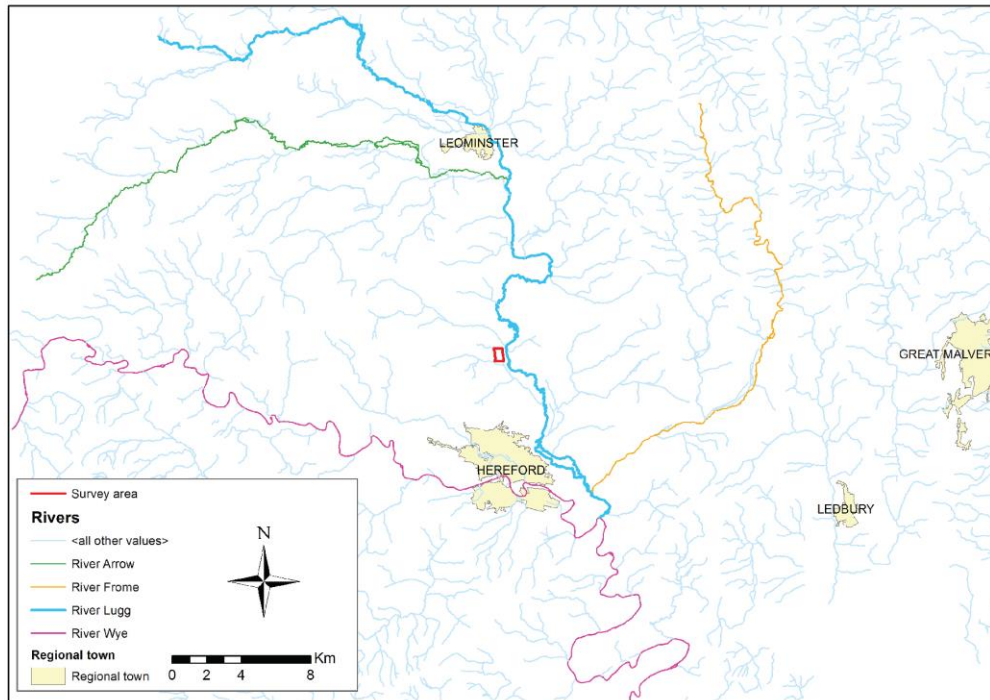 LEOMINSTER
GREAT MALVER
HEREFORD
LEDBURY
Survey area
Rivers
<all other values>
River Arrow
River Frome
River Lugg
River Wye
Regional town
Regional town
N
Km
0 2 4 8